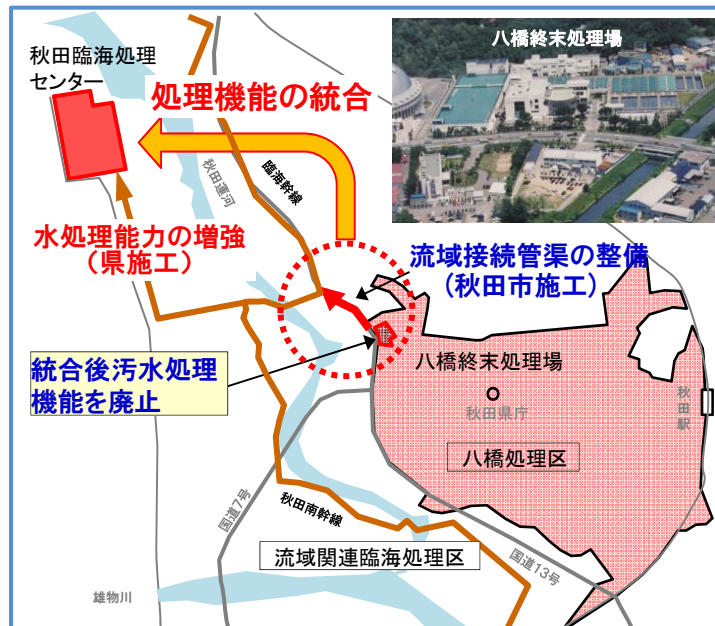 八橋終末処理場
秋田臨海処理
センター
処理機能の統合
秋田運河
臨海幹線
水処理能力の増強
（県施工）
流域接続管渠の整備
（秋田市施工）
統合後汚水処理
機能を廃止
八橋終末処理場
秋田県庁
秋田駅
八橋処理区
国道7号
秋田南幹線
流域関連臨海処理区
国道13号
雄物川